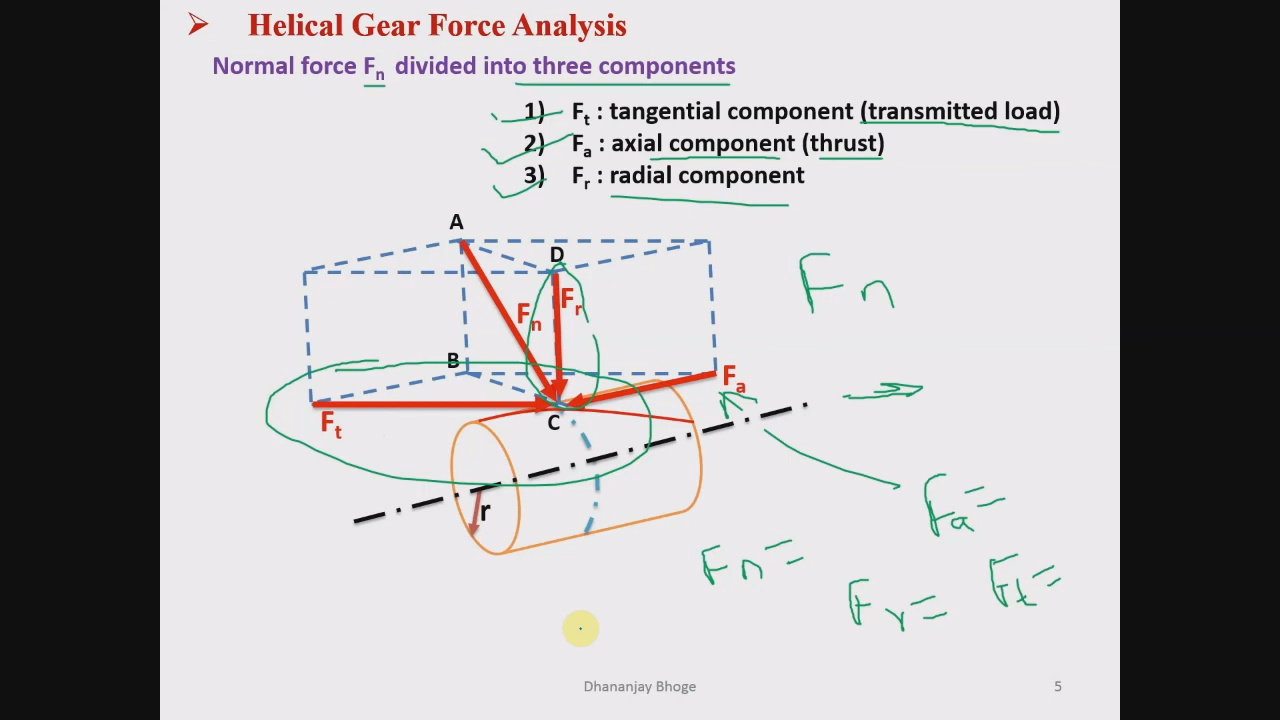 Helical Gear Force Analysis
Normal force Fn divided into three components
1) Ft : tangential component (transmitted load)
2) Fa : axial component (thrust)
3) Fr : radial component
A
D
Fn
Fr
Fn
B
Fa
Ft
C
r
Fa=
Fn=
Fr=
Ft=
Dhananjay Bhoge
5